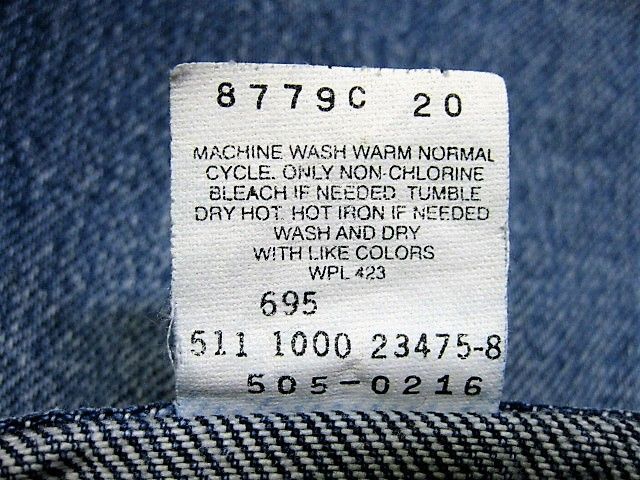 8779C 20
MACHINE WASH WARM NORMAL
CYCLE. ONLY NON-CHLORINE
BLEACH IF NEEDED. TUMBLE
DRY HOT. HOT IRON IF NEEDED
WASH AND DRY
WITH LIKE COLORS
WPL 423
695
511 1000 23475-8
505-0216